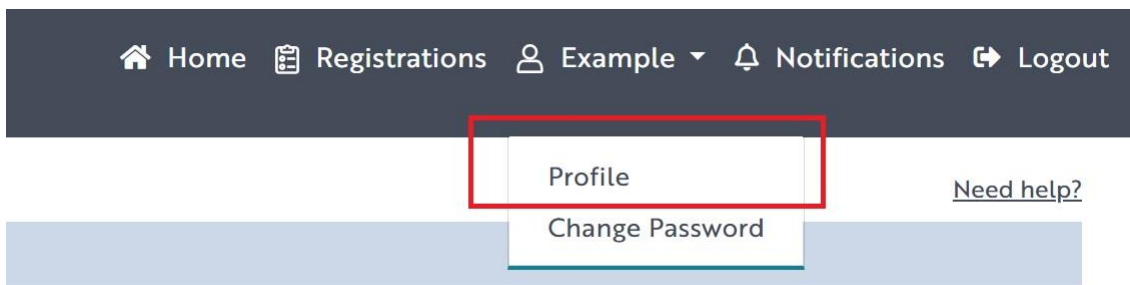 Home Registrations Example Notifications Logout
Profile
Need help?
Change Password